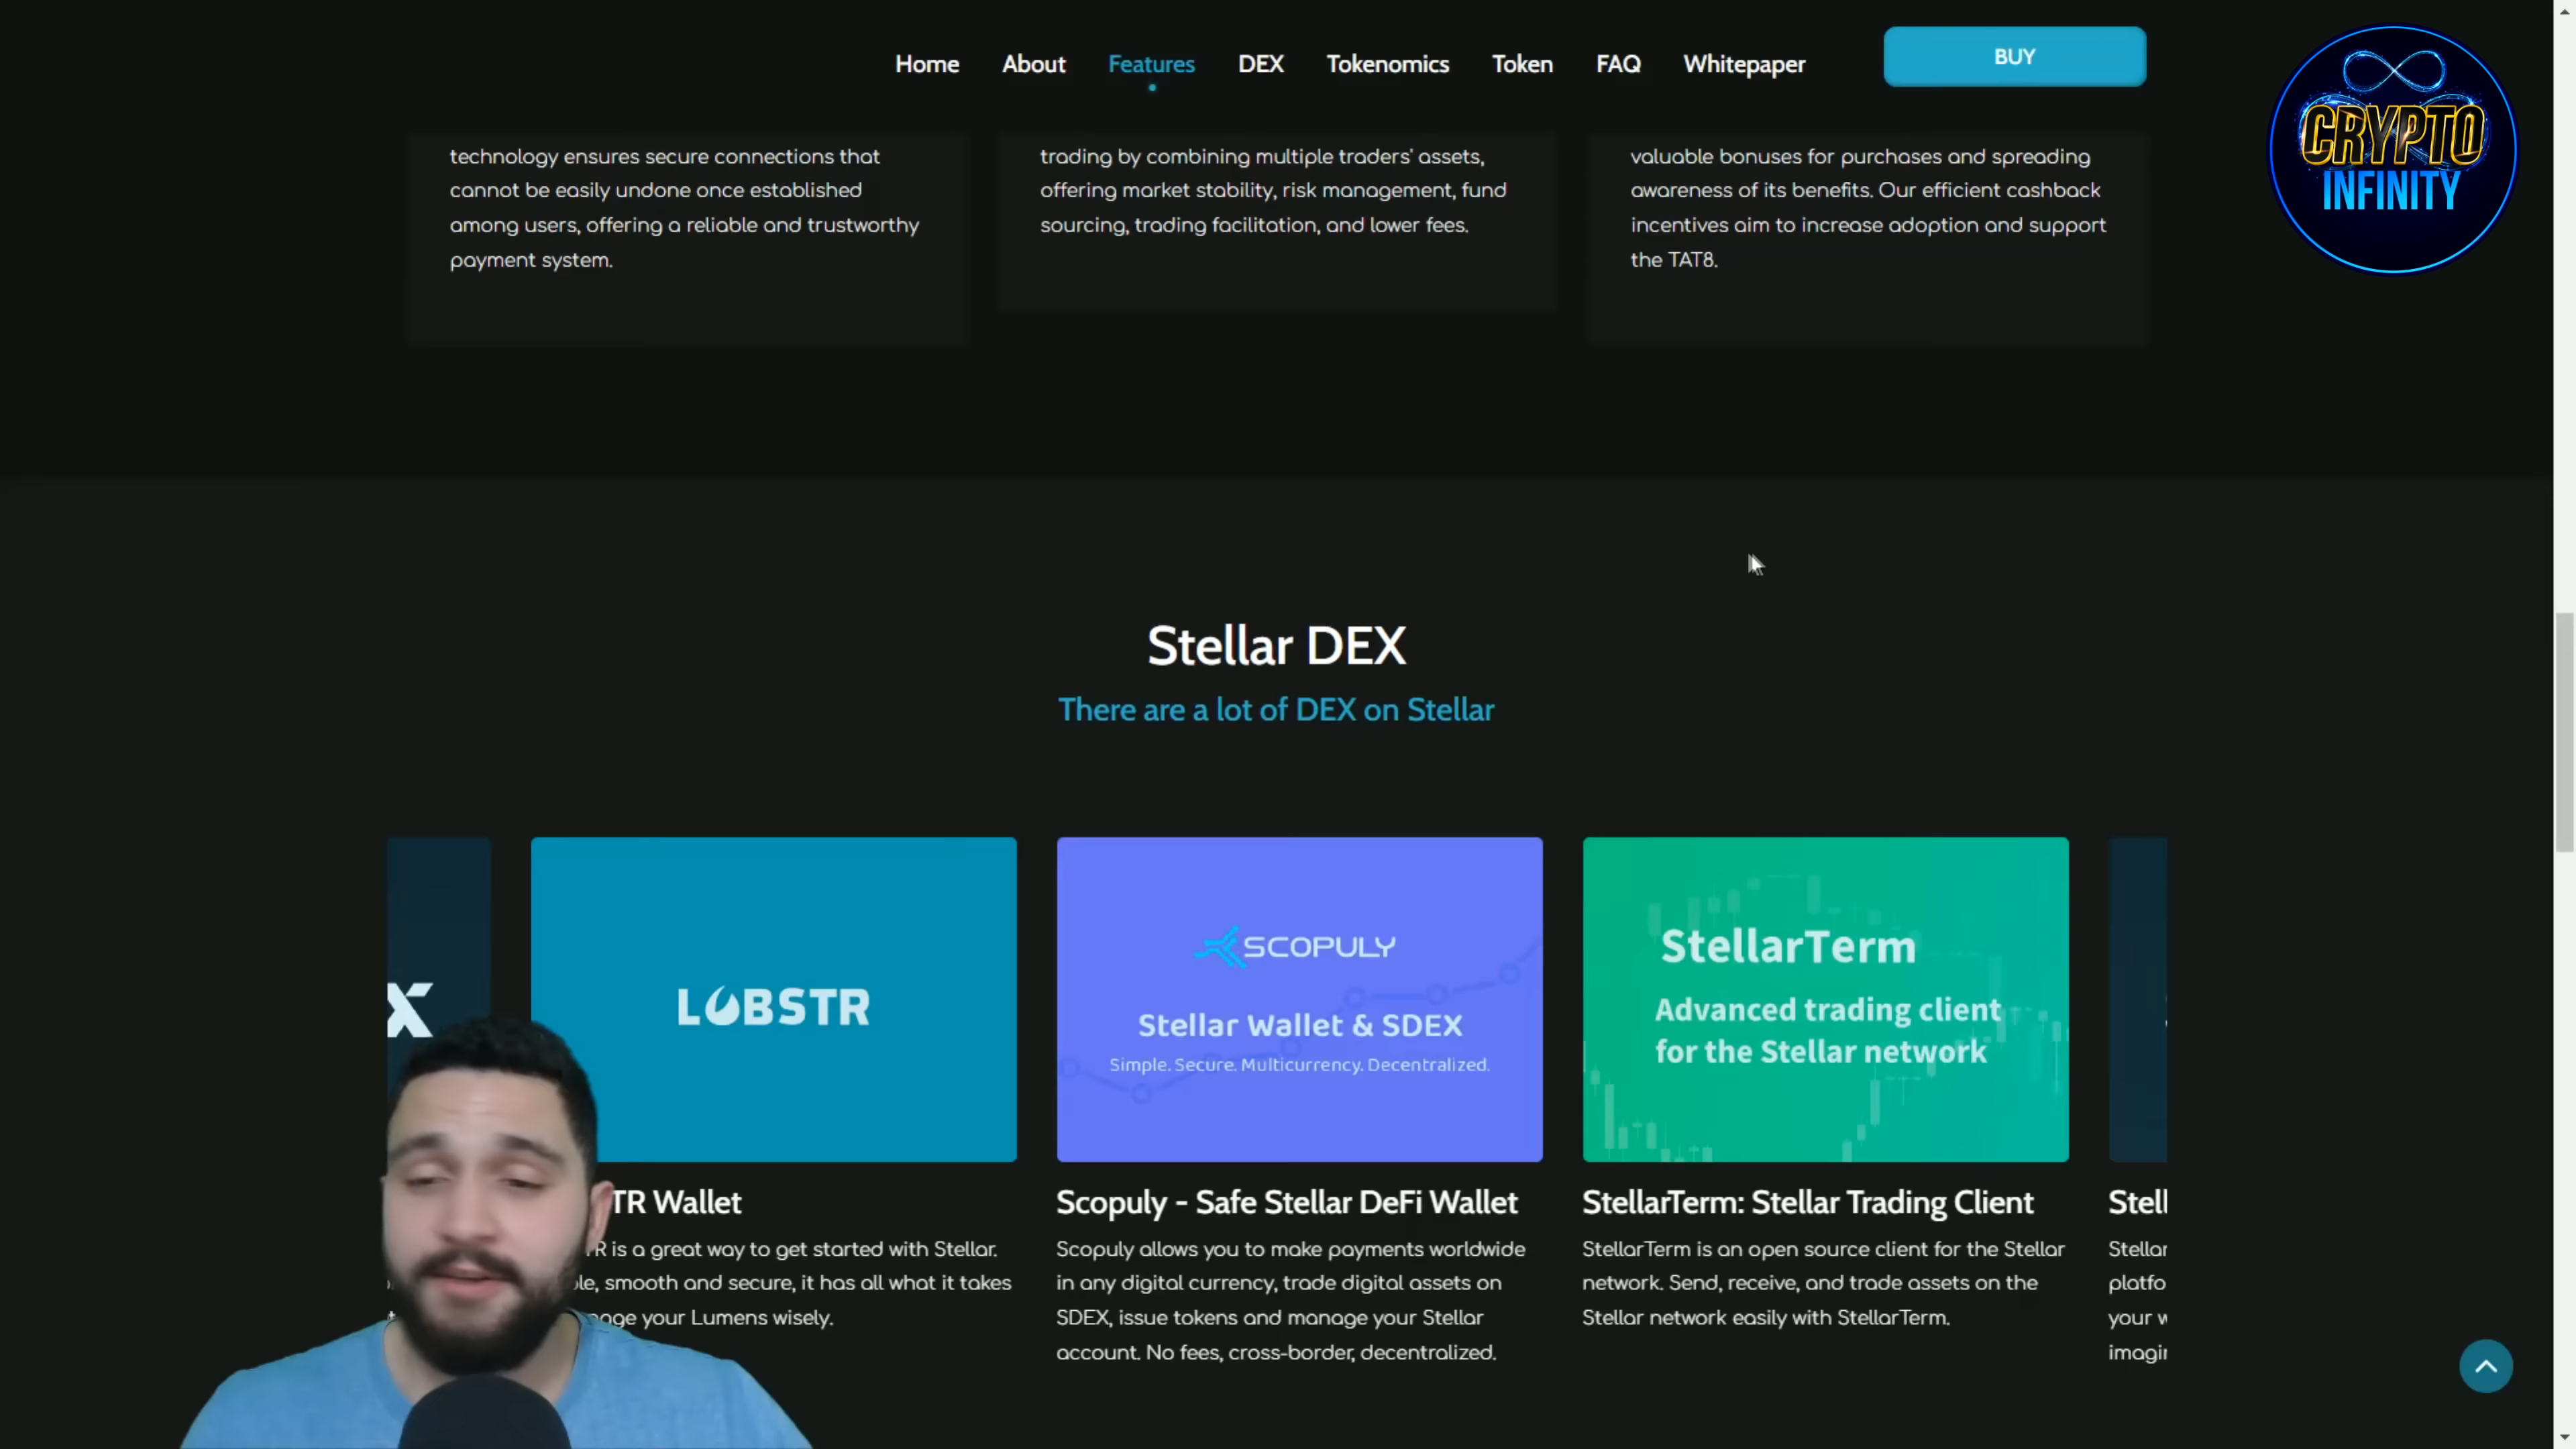 Home About Features DEX Tokenomics Token FAQ Whitepaper BUY
CRYPTO
INFINITY
technology ensures secure connections that
cannot be easily undone once established
among users, offering a reliable and trustworthy
payment system.
trading by combining multiple traders' assets,
offering market stability, risk management, fund
sourcing, trading facilitation, and lower fees.
valuable bonuses for purchases and spreading
awareness of its benefits. Our efficient cashback
incentives aim to increase adoption and support
the TAT8.
Stellar DEX
There are a lot of DEX on Stellar
X
LOBSTR
TR Wallet
TR is a great way to get started with Stellar.
le, smooth and secure, it has all what it takes
nage your Lumens wisely.
SCOPULY
Stellar Wallet & SDEX
Simple. Secure. Multicurrency. Decentralized.
Scopuly - Safe Stellar DeFi Wallet
Scopuly allows you to make payments worldwide
in any digital currency, trade digital assets on
SDEX, issue tokens and manage your Stellar
account. No fees, cross-border, decentralized.
StellarTerm
Advanced trading client
for the Stellar network
StellarTerm: Stellar Trading Client
StellarTerm is an open source client for the Stellar
network. Send, receive, and trade assets on the
Stellar network easily with StellarTerm.
Stell
Stellar
platfo
your w
imagin